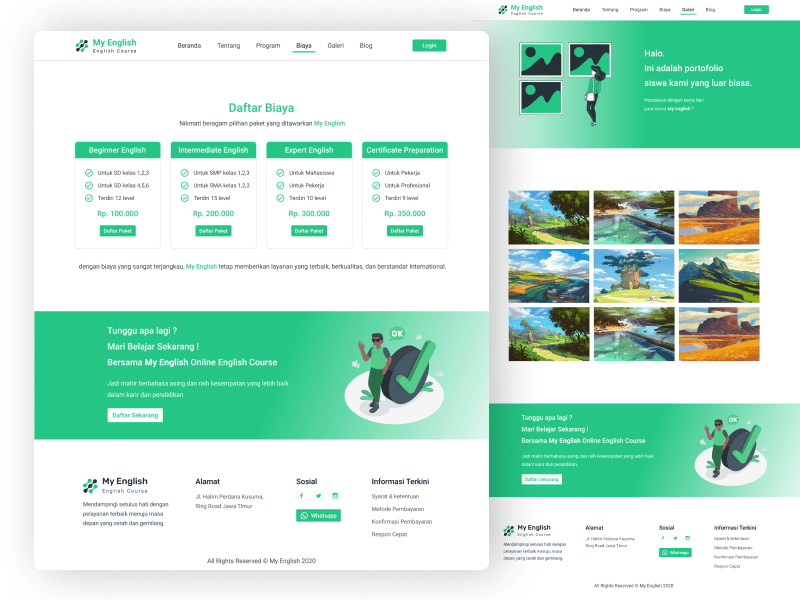 My English
English Course
Beranda
Tentang
Program
Biaya
Galeri
Blog
Login
Daftar Biaya
Nikmati beragam pilihan paket yang ditawarkan My English
Beginner English
Untuk SD kelas 1,2,3
Untuk SD kelas 4,5,6
Terdiri 12 level
Rp. 100.000
Daftar Paket
Intermediate English
Untuk SMP kelas 1,2,3
Untuk SMA kelas 1,2,3
Terdiri 15 level
Rp. 200.000
Daftar Paket
Expert English
Untuk Mahasiswa
Untuk Pekerja
Terdiri 10 level
Rp. 300.000
Daftar Paket
Certificate Preparation
Untuk Pekerja
Untuk Profesional
Terdiri 9 level
Rp. 350.000
Daftar Paket
dengan biaya yang sangat terjangkau, My English tetap memberikan layanan yang terbaik, berkualitas, dan berstandar International.
Tunggu apa lagi ?
Mari Belajar Sekarang !
Bersama My English Online English Course
Jadi mahir berbahasa asing dan raih kesempatan yang lebih baik
dalam karir dan pendidikan.
Daftar Sekarang
OK
My English
English Course
Mendampingi setulus hati dengan
pelayanan terbaik menuju masa
depan yang cerah dan gemilang.
Alamat
Jl. Halim Perdana Kusuma,
Ring Road Jawa Timur
Sosial
Whatsapp
Informasi Terkini
Syarat & ketentuan
Metode Pembayaran
Konfirmasi Pembayaran
Respon Cepat
All Rights Reserved © My English 2020
My English
English Course
Beranda
Tentang
Program
Biaya
Galeri
Blog
Login
Halo.
Ini adalah portofolio
siswa kami yang luar biasa.
Penasaran dengan karya dari
para siswa My English ?
Tunggu apa lagi ?
Mari Belajar Sekarang !
Bersama My English Online English Course
Jadi mahir berbahasa asing dan raih kesempatan yang lebih baik
dalam karir dan pendidikan.
Daftar Sekarang
OK
My English
English Course
Mendampingi setulus hati dengan
pelayanan terbaik menuju masa
depan yang cerah dan gemilang.
Alamat
Jl. Halim Perdana Kusuma,
Ring Road Jawa Timur
Sosial
Whatsapp
Informasi Terkini
Syarat & ketentuan
Metode Pembayaran
Konfirmasi Pembayaran
Respon Cepat
All Rights Reserved © My English 2020